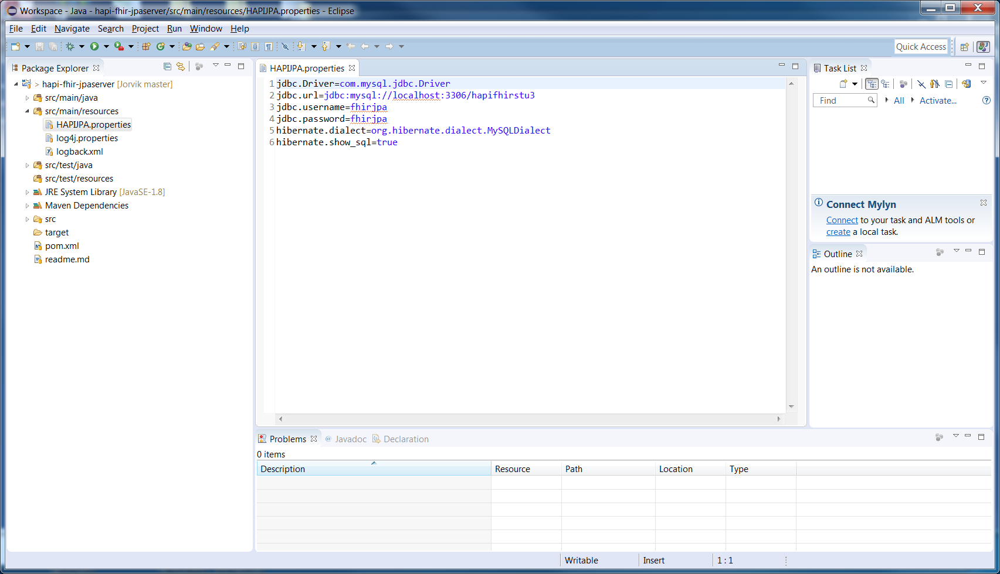 Workspace - Java - hapi-fhir-jpaserver/src/main/resources/HAPIJPA.properties - Eclipse
File Edit Navigate Search Project Run Window Help
Quick Access
Package Explorer
> hapi-fhir-jpaserver [Jorvik master]
src/main/java
src/main/resources
HAPIJPA.properties
log4j.properties
logback.xml
src/test/java
src/test/resources
JRE System Library [JavaSE-1.8]
Maven Dependencies
src
target
pom.xml
readme.md
HAPIJPA.properties
1 jdbc.Driver=com.mysql.jdbc.Driver
2 jdbc.url=jdbc:mysql://localhost:3306/hapifhirstu3
3 jdbc.username=fhirjpa
4 jdbc.password=fhirjpa
5 hibernate.dialect=org.hibernate.dialect.MySQLDialect
6 hibernate.show_sql=true
Task List
Find All Activate...
Connect Mylyn
Connect to your task and ALM tools or
create a local task.
Outline
An outline is not available.
Problems @ Javadoc Declaration
0 items
Description Resource Path Location Type
Writable Insert 1 : 1